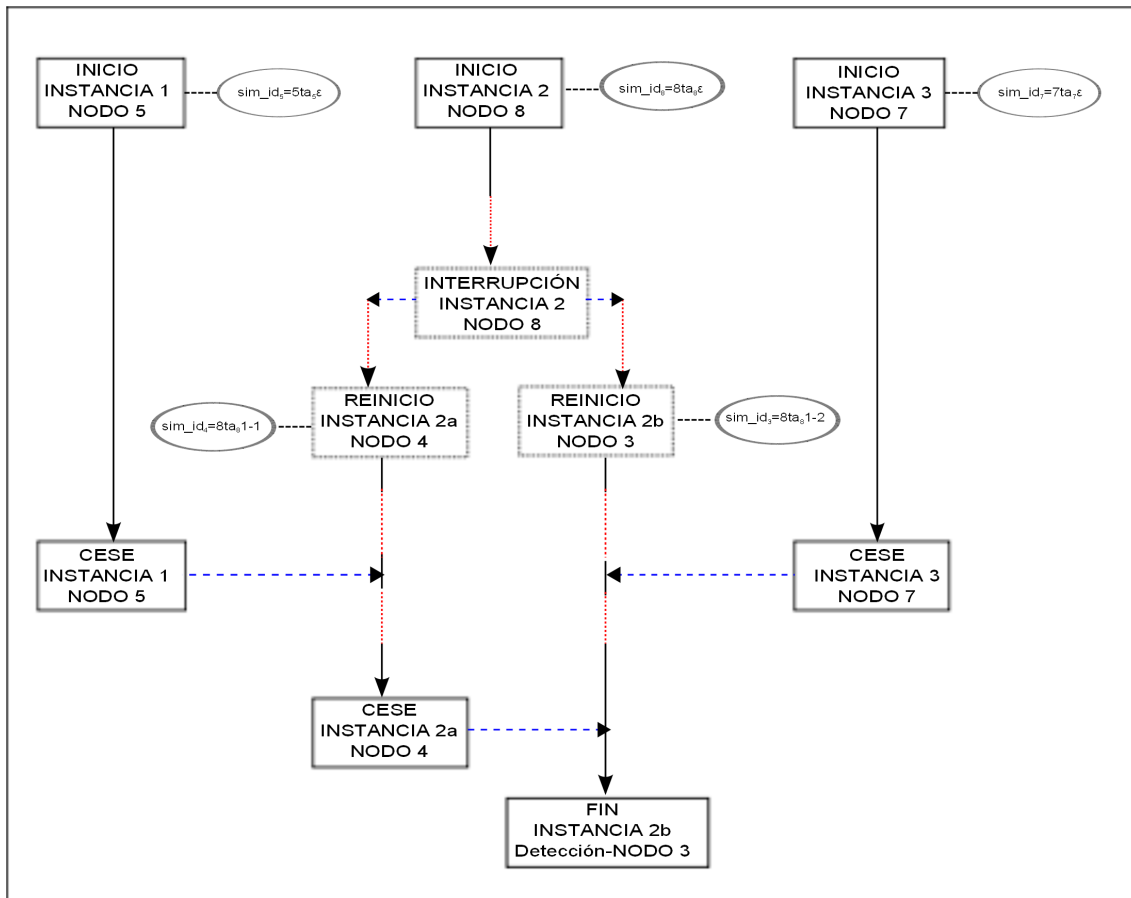 INICIO
INSTANCIA 1
NODO 5
sim_id₅=5ta₅ε
INICIO
INSTANCIA 2
NODO 8
sim_id₈=8ta₈ε
INICIO
INSTANCIA 3
NODO 7
sim_id₇=7ta₇ε
INTERRUPCIÓN
INSTANCIA 2
NODO 8
sim_id₄=8ta₈1-1
REINICIO
INSTANCIA 2a
NODO 4
REINICIO
INSTANCIA 2b
NODO 3
sim_id₃=8ta₈1-2
CESE
INSTANCIA 1
NODO 5
CESE
INSTANCIA 3
NODO 7
CESE
INSTANCIA 2a
NODO 4
FIN
INSTANCIA 2b
Detección-NODO 3